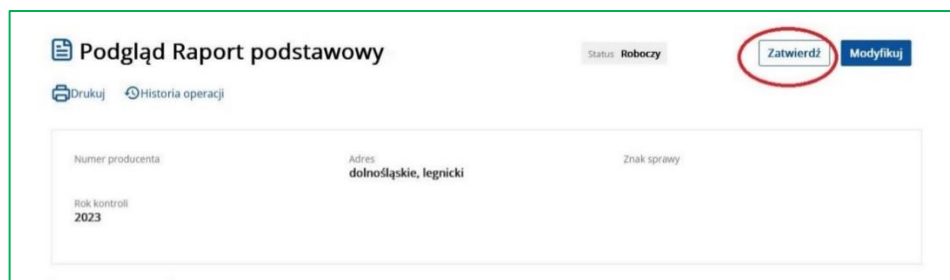 Podgląd Raport podstawowy
Status Roboczy
Zatwierdź
Modyfikuj
Drukuj
Historia operacji
Numer producenta
Adres
Znak sprawy
dolnośląskie, legnicki
Rok kontroli
2023